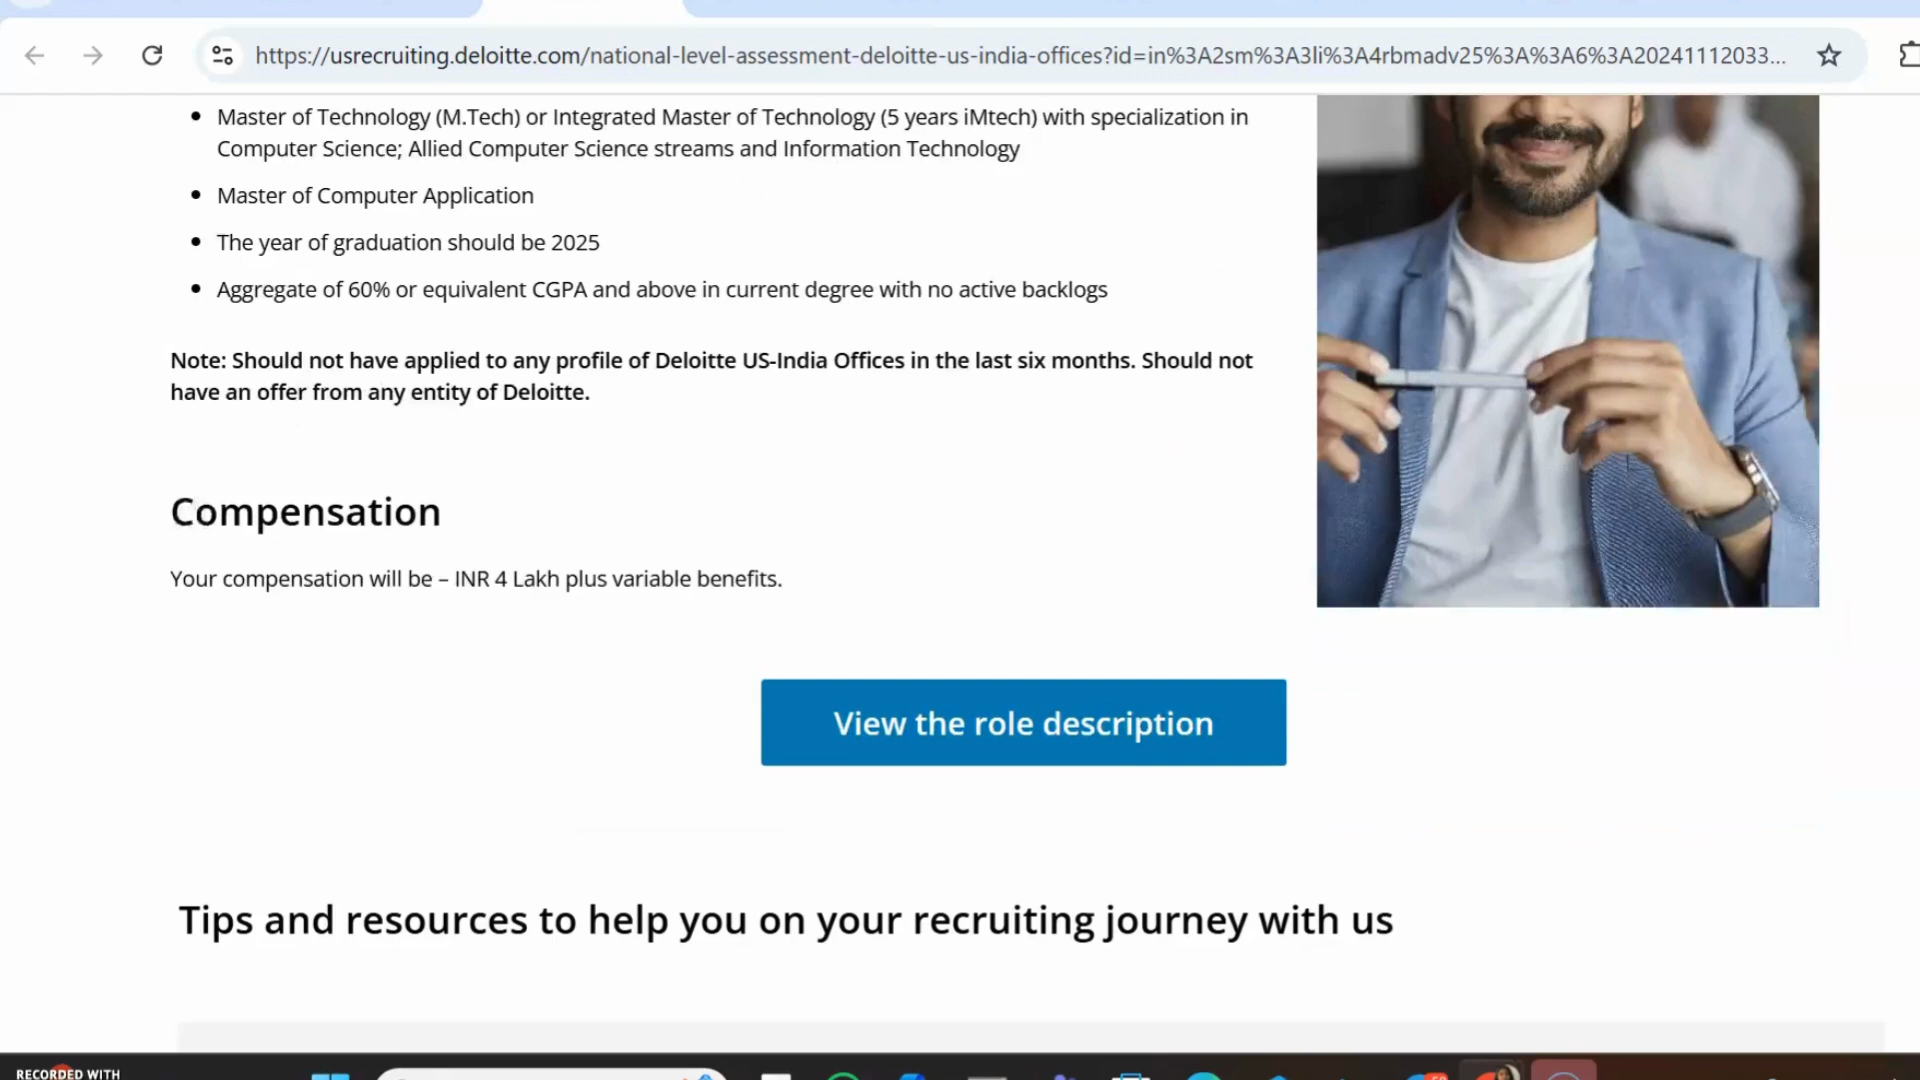 https://usrecruiting.deloitte.com/national-level-assessment-deloitte-us-india-offices?id=in%3A2sm%3A3li%3A4rbmadv25%3A%3A6%3A20241112033...
• Master of Technology (M.Tech) or Integrated Master of Technology (5 years iMtech) with specialization in
Computer Science; Allied Computer Science streams and Information Technology
• Master of Computer Application
• The year of graduation should be 2025
• Aggregate of 60% or equivalent CGPA and above in current degree with no active backlogs
Note: Should not have applied to any profile of Deloitte US-India Offices in the last six months. Should not
have an offer from any entity of Deloitte.
Compensation
Your compensation will be – INR 4 Lakh plus variable benefits.
View the role description
Tips and resources to help you on your recruiting journey with us
RECORDED WITH